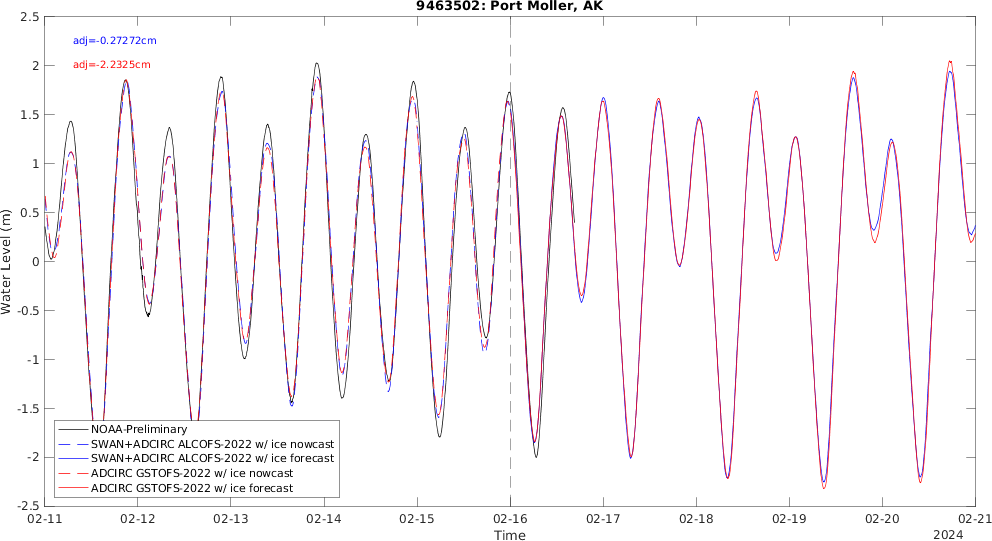 9463502: Port Moller, AK
adj=-0.27272cm
adj=-2.2325cm
Water Level (m)
2.5
2
1.5
1
0.5
0
-0.5
-1
-1.5
-2
-2.5
NOAA-Preliminary
SWAN+ADCIRC ALCOFS-2022 w/ ice nowcast
SWAN+ADCIRC ALCOFS-2022 w/ ice forecast
ADCIRC GSTOFS-2022 w/ ice nowcast
ADCIRC GSTOFS-2022 w/ ice forecast
02-11 02-12 02-13 02-14 02-15 02-16 02-17 02-18 02-19 02-20 02-21
Time
2024